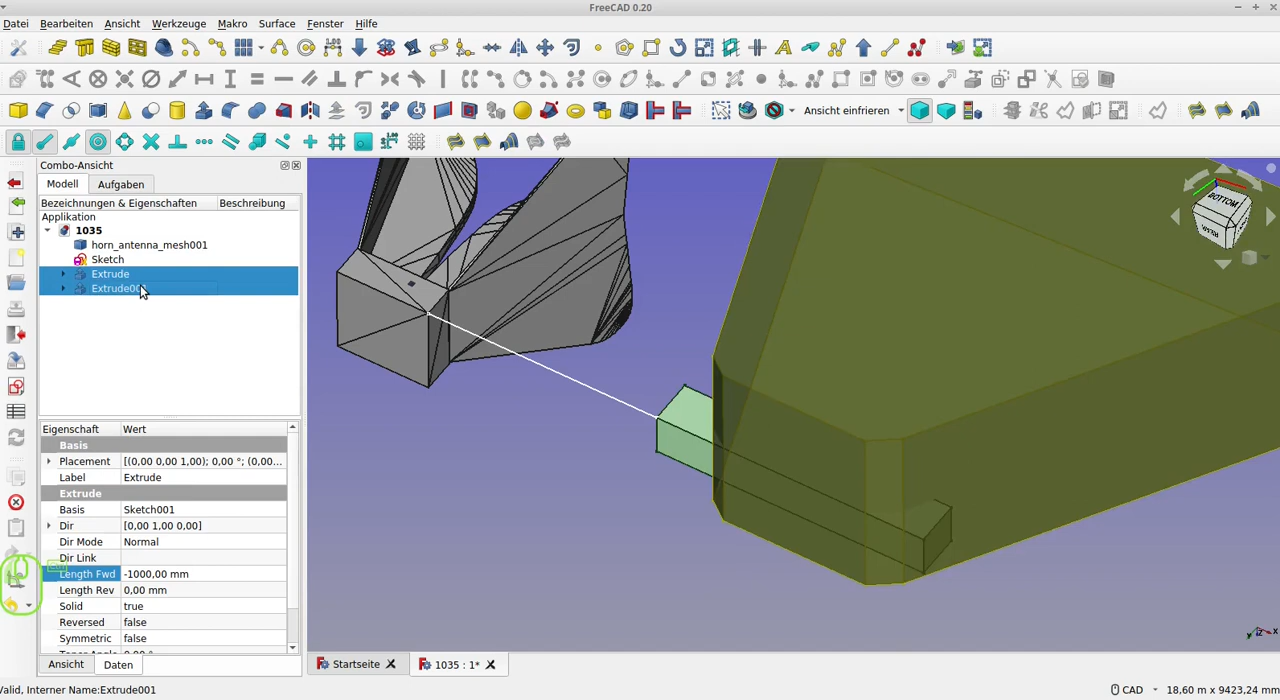 FreeCAD 0.20
Datei Bearbeiten Ansicht Werkzeuge Makro Surface Fenster Hilfe
Ansicht einfrieren
Combo-Ansicht
Modell Aufgaben
Bezeichnungen & Eigenschaften Beschreibung
Applikation
1035
horn_antenna_mesh001
Sketch
Extrude
Extrude00
Eigenschaft Wert
Basis
Placement [(0,00 0,00 1,00); 0,00 °; (0,00...
Label Extrude
Extrude
Basis Sketch001
Dir [0,00 1,00 0,00]
Dir Mode Normal
Dir Link
Length Fwd -1000,00 mm
Length Rev 0,00 mm
Solid true
Reversed false
Symmetric false
Ansicht Daten
Startseite 1035 : 1*
BOTTOM
REAR
Valid, Interner Name:Extrude001
CAD 18,60 m x 9423,24 mm